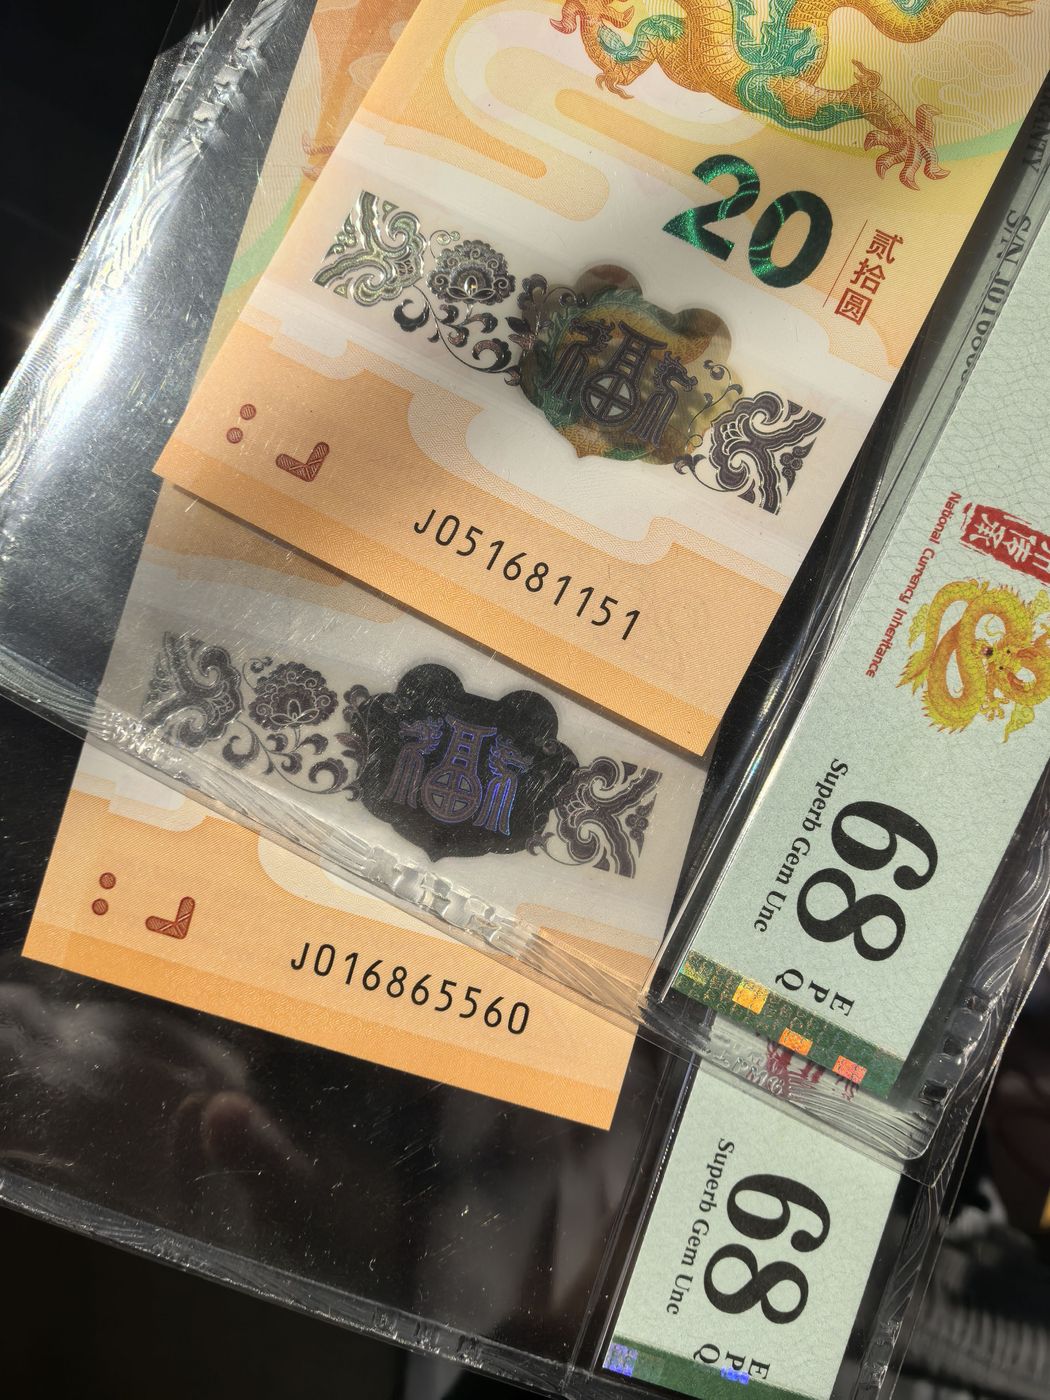 20
贰拾圆
福
J051681151
福
J016865560
National Currency Inheritance
68
Superb Gem Unc
EPQ
68
Superb Gem Unc
EPQ